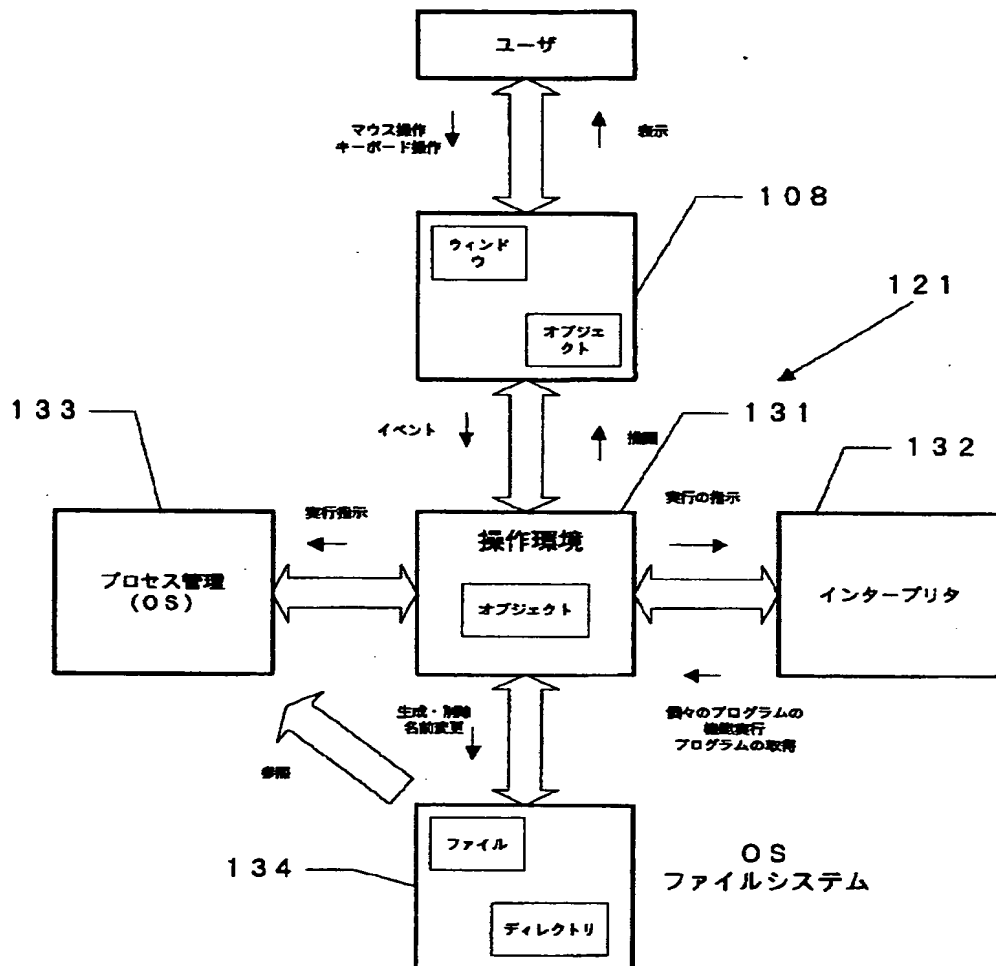 ユーザ
マウス操作
キーボード操作
表示
108
ウィンド
ウ
オブジェ
クト
121
133
イベント
描画
131
132
実行指示
実行の指示
操作環境
プロセス管理
(OS)
オブジェクト
インタープリタ
生成・削除
名前変更
個々のプログラムの
機能実行
プログラムの取得
参照
ファイル
134
OS
ファイルシステム
ディレクトリ